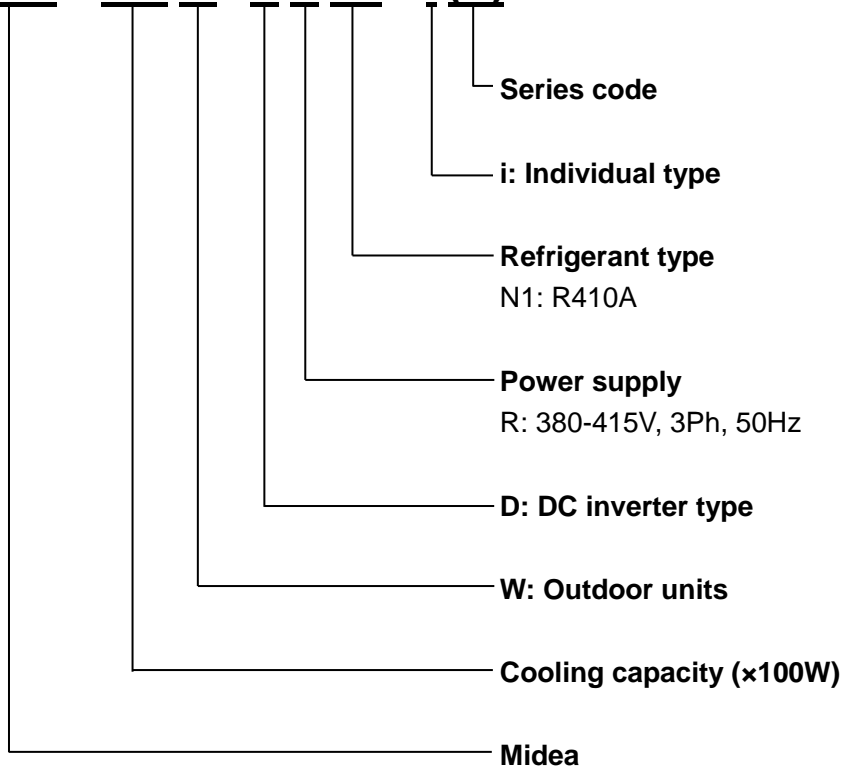 Series code
i: Individual type
Refrigerant type
N1: R410A
Power supply
R: 380-415V, 3Ph, 50Hz
D: DC inverter type
W: Outdoor units
Cooling capacity (×100W)
Midea